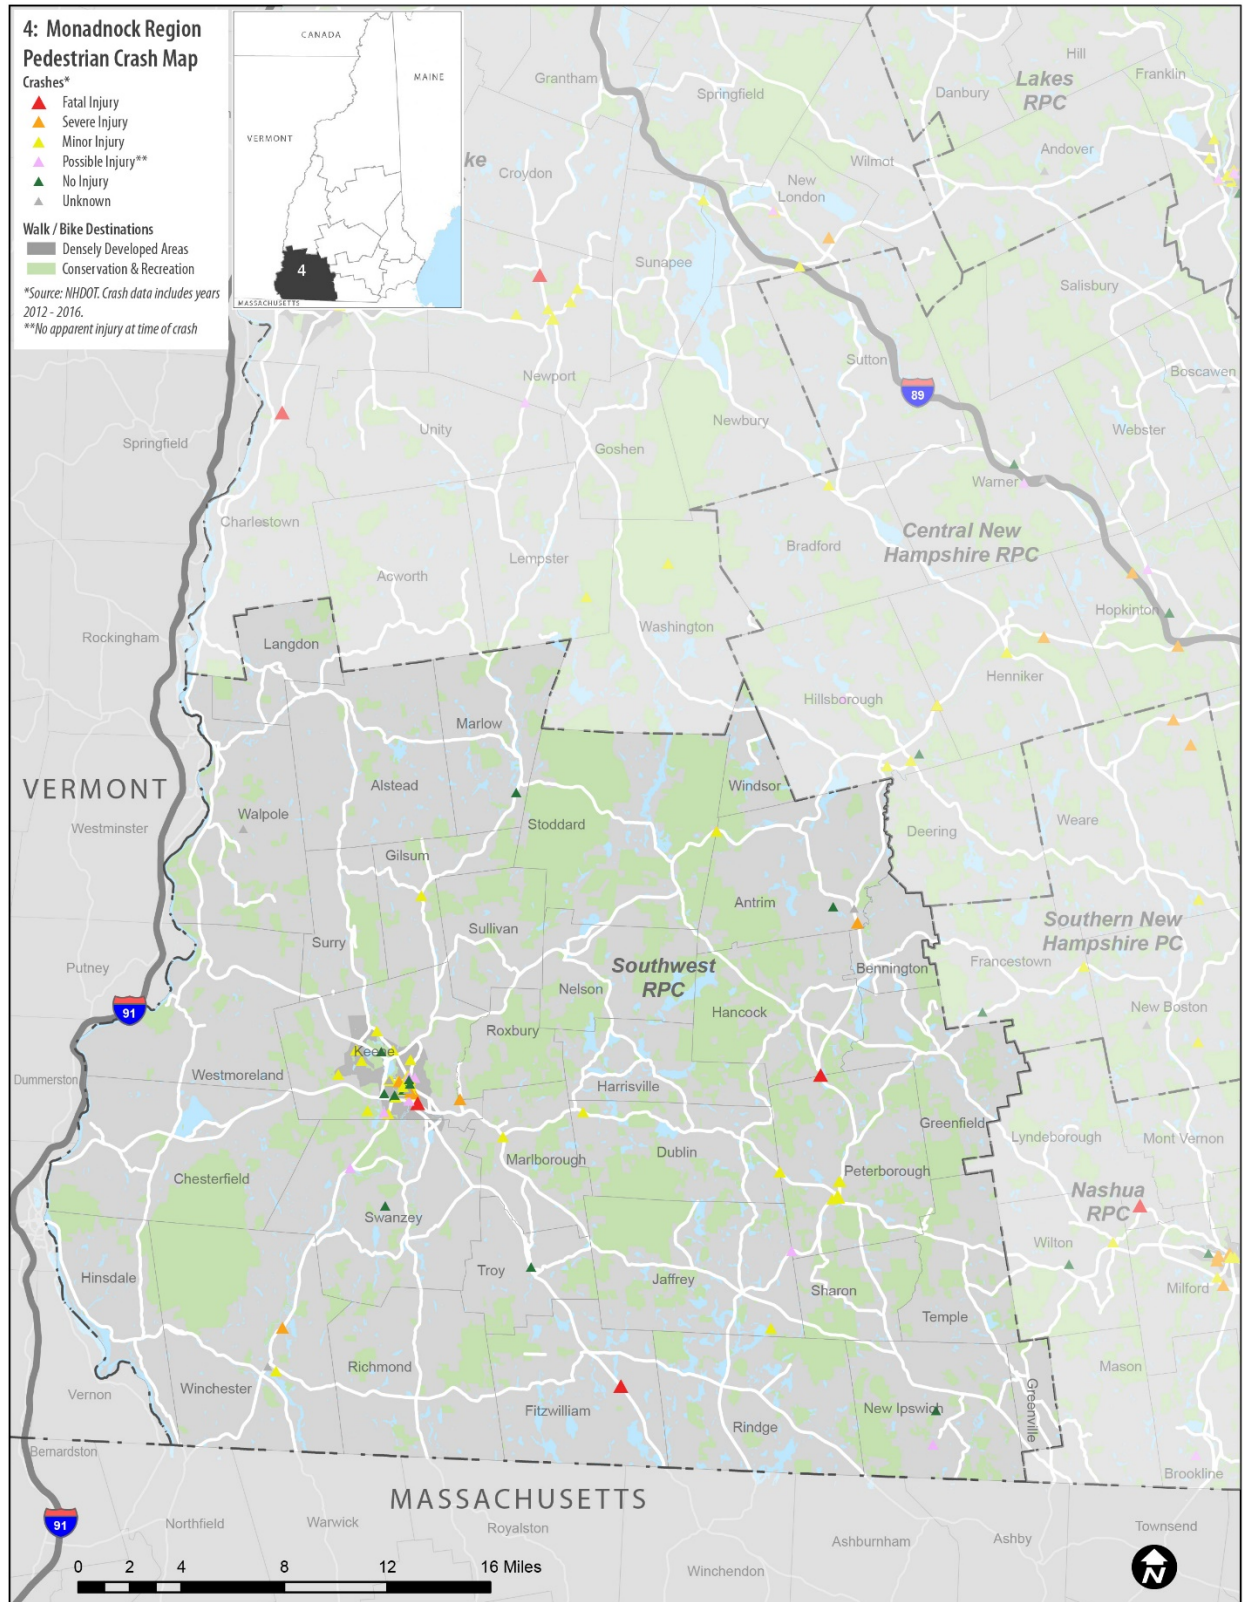 4: Monadnock Region
Pedestrian Crash Map
Crashes*
Fatal Injury
Severe Injury
Minor Injury
Possible Injury**
No Injury
Unknown
Walk / Bike Destinations
Densely Developed Areas
Conservation & Recreation
*Source: NHDOT. Crash data includes years
2012 - 2016.
**No apparent injury at time of crash
CANADA
MAINE
VERMONT
4
MASSACHUSETTS
Hill
Lakes
RPC
Franklin
Grantham
Springfield
Danbury
Andover
Wilmot
ke
Croydon
New
London
Sunapee
Salisbury
Sutton
Boscawen
Newport
89
Newbury
Webster
Springfield
Unity
Goshen
Warner
Charlestown
Central New
Hampshire RPC
Bradford
Lempster
Acworth
Hopkinton
Rockingham
Langdon
Washington
Henniker
Hillsborough
Marlow
VERMONT
Alstead
Windsor
Walpole
Westminster
Stoddard
Deering
Weare
Gilsum
Antrim
Southern New
Hampshire PC
Sullivan
Surry
Putney
Southwest
RPC
Bennington
Francestown
Nelson
91
Hancock
New Boston
Roxbury
Keene
Dummerston
Westmoreland
Harrisville
Greenfield
Lyndeborough
Mont Vernon
Dublin
Marlborough
Chesterfield
Peterborough
Nashua
RPC
Swanzey
Wilton
Hinsdale
Troy
Jaffrey
Sharon
Milford
Temple
Richmond
Mason
Vernon
Winchester
Fitzwilliam
New Ipswich
Greenville
Rindge
Bernardston
Brookline
MASSACHUSETTS
91
Northfield
Warwick
Royalston
Ashburnham
Ashby
Townsend
Winchendon
0 2 4 8 12 16 Miles
N